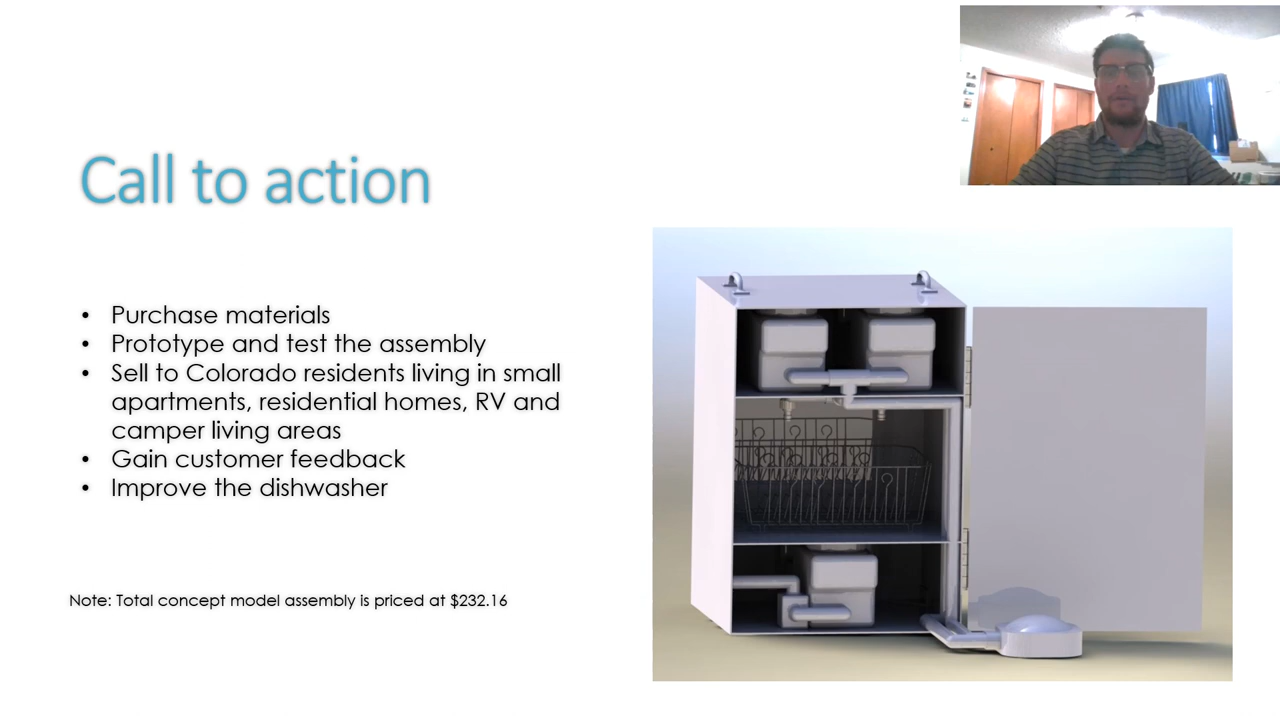 Call to action
• Purchase materials
• Prototype and test the assembly
• Sell to Colorado residents living in small
apartments, residential homes, RV and
camper living areas
• Gain customer feedback
• Improve the dishwasher
Note: Total concept model assembly is priced at $232.16